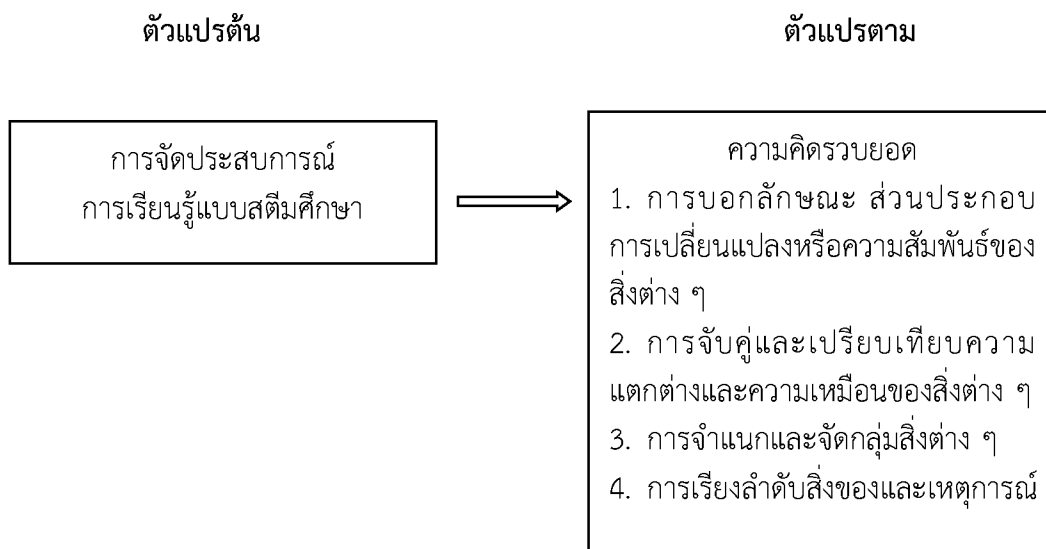 ตัวแปรต้น
ตัวแปรตาม
การจัดประสบการณ์
การเรียนรู้แบบสตีมศึกษา
ความคิดรวบยอด
1. การบอกลักษณะ ส่วนประกอบ
การเปลี่ยนแปลงหรือความสัมพันธ์ของ
สิ่งต่าง ๆ
2. การจับคู่และเปรียบเทียบความ
แตกต่างและความเหมือนของสิ่งต่าง ๆ
3. การจำแนกและจัดกลุ่มสิ่งต่าง ๆ
4. การเรียงลำดับสิ่งของและเหตุการณ์